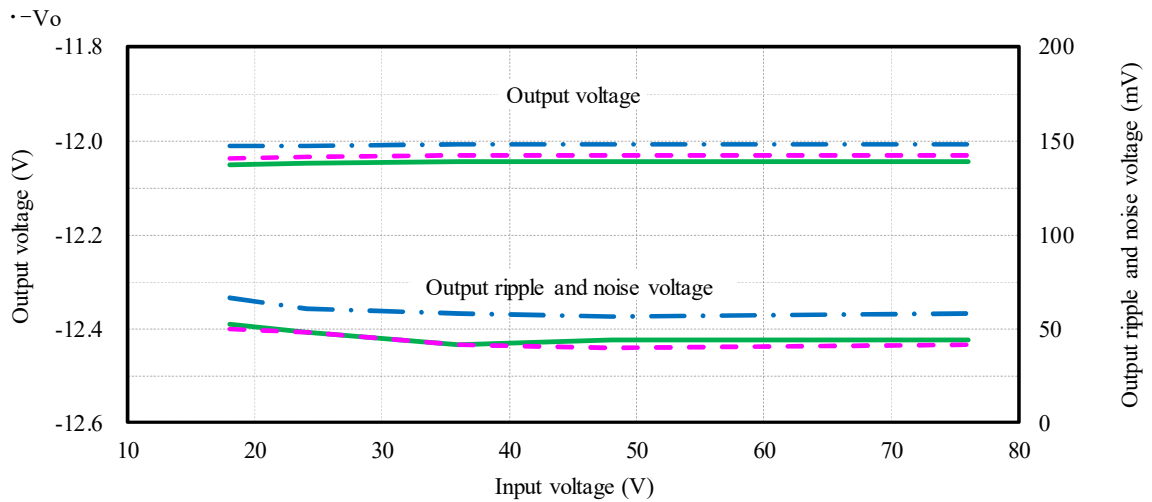 ·−Vo
-11.8
-12.0
-12.2
-12.4
-12.6
Output voltage (V)
200
150
100
50
0
Output ripple and noise voltage (mV)
Output voltage
Output ripple and noise voltage
10 20 30 40 50 60 70 80
Input voltage (V)